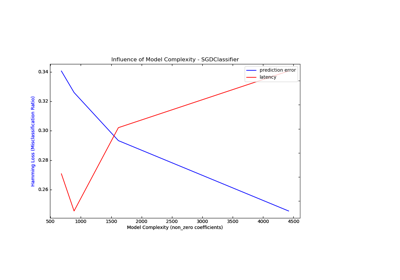 Influence of Model Complexity - SGDClassifier
prediction error
latency
Hamming Loss (Misclassification Ratio)
0.34
0.32
0.30
0.28
0.26
500 1000 1500 2000 2500 3000 3500 4000 4500
Model Complexity (non_zero coefficients)